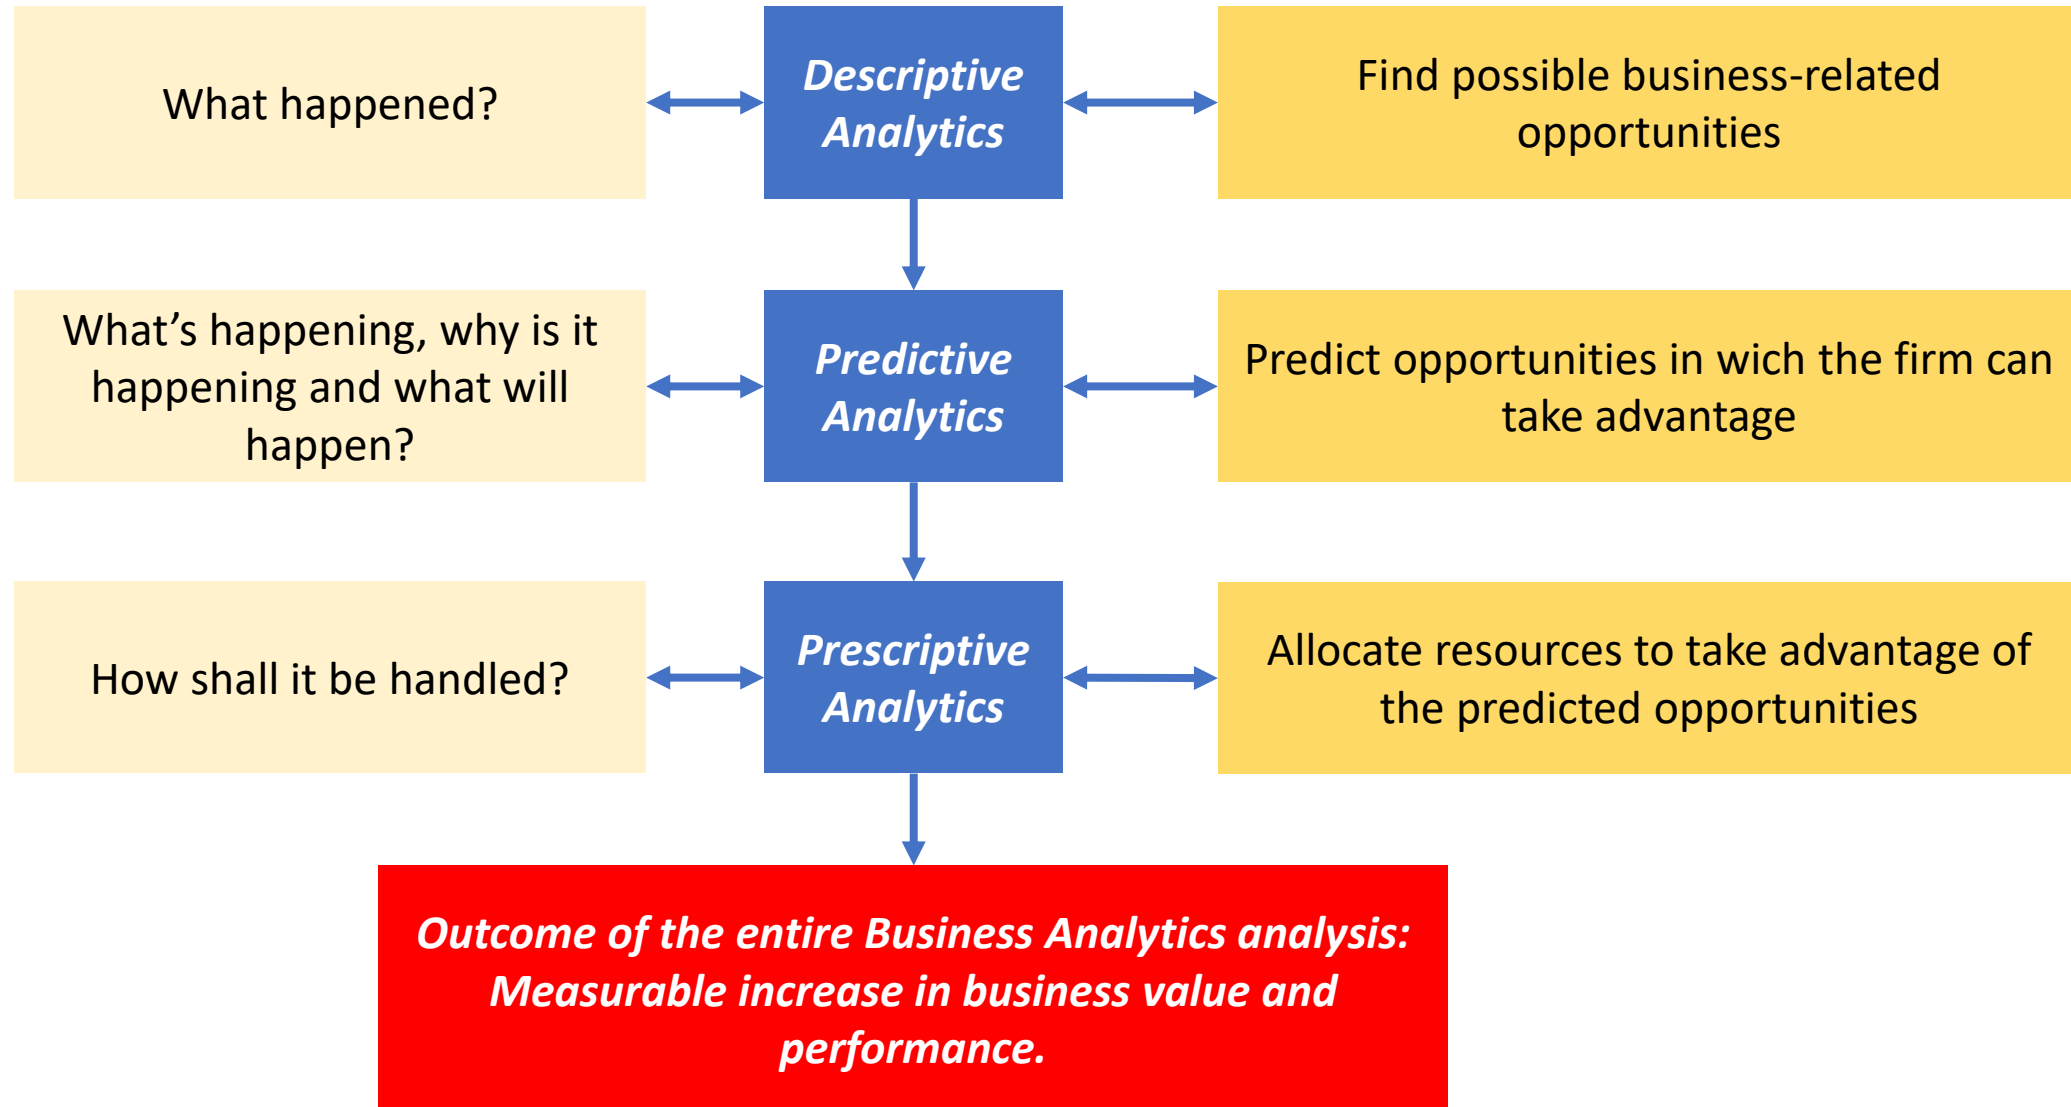 What happened?
Descriptive
Analytics
Find possible business-related
opportunities
What’s happening, why is it
happening and what will
happen?
Predictive
Analytics
Predict opportunities in wich the firm can
take advantage
How shall it be handled?
Prescriptive
Analytics
Allocate resources to take advantage of
the predicted opportunities
Outcome of the entire Business Analytics analysis:
Measurable increase in business value and
performance.